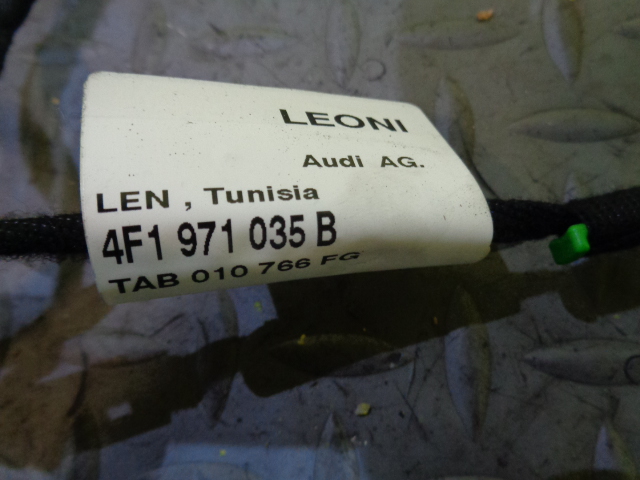 LEONI
Audi AG.
LEN , Tunisia
4F1 971 035 B
TAB 010 766 FG